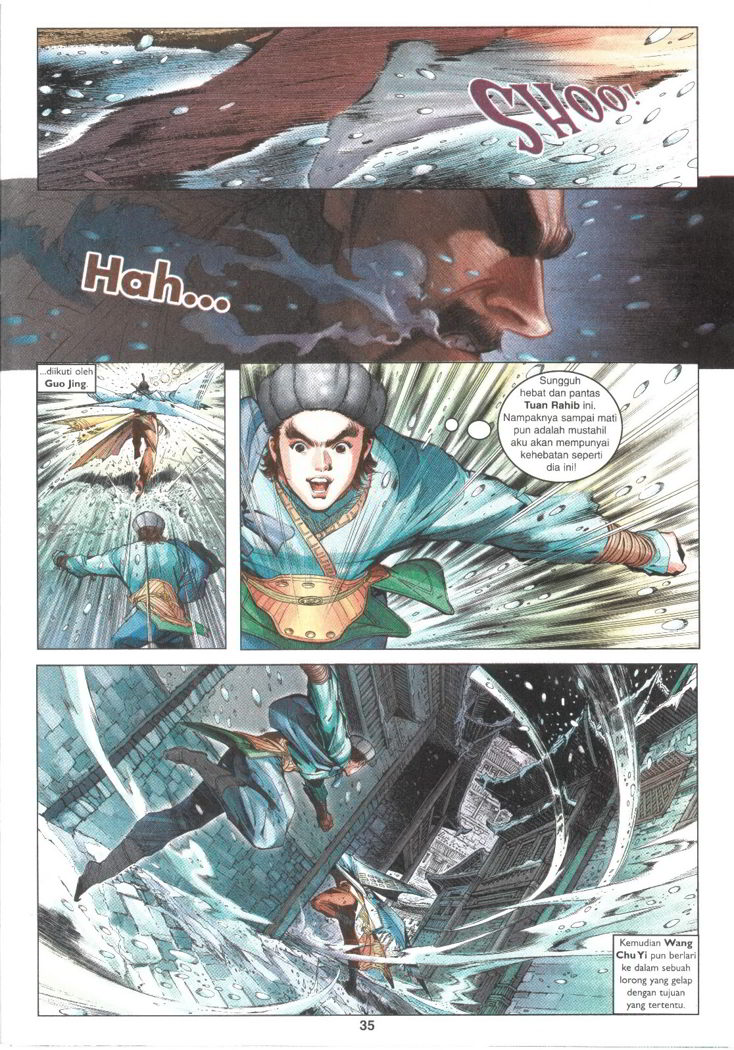 SHOO!
Hah...
...diikuti oleh
Guo Jing.
Sungguh
hebat dan pantas
Tuan Rahib ini.
Nampaknya sampai mati
pun adalah mustahil
aku akan mempunyai
kehebatan seperti
dia ini!
Kemudian Wang
Chu Yi pun berlari
ke dalam sebuah
lorong yang gelap
dengan tujuan
yang tertentu.
35